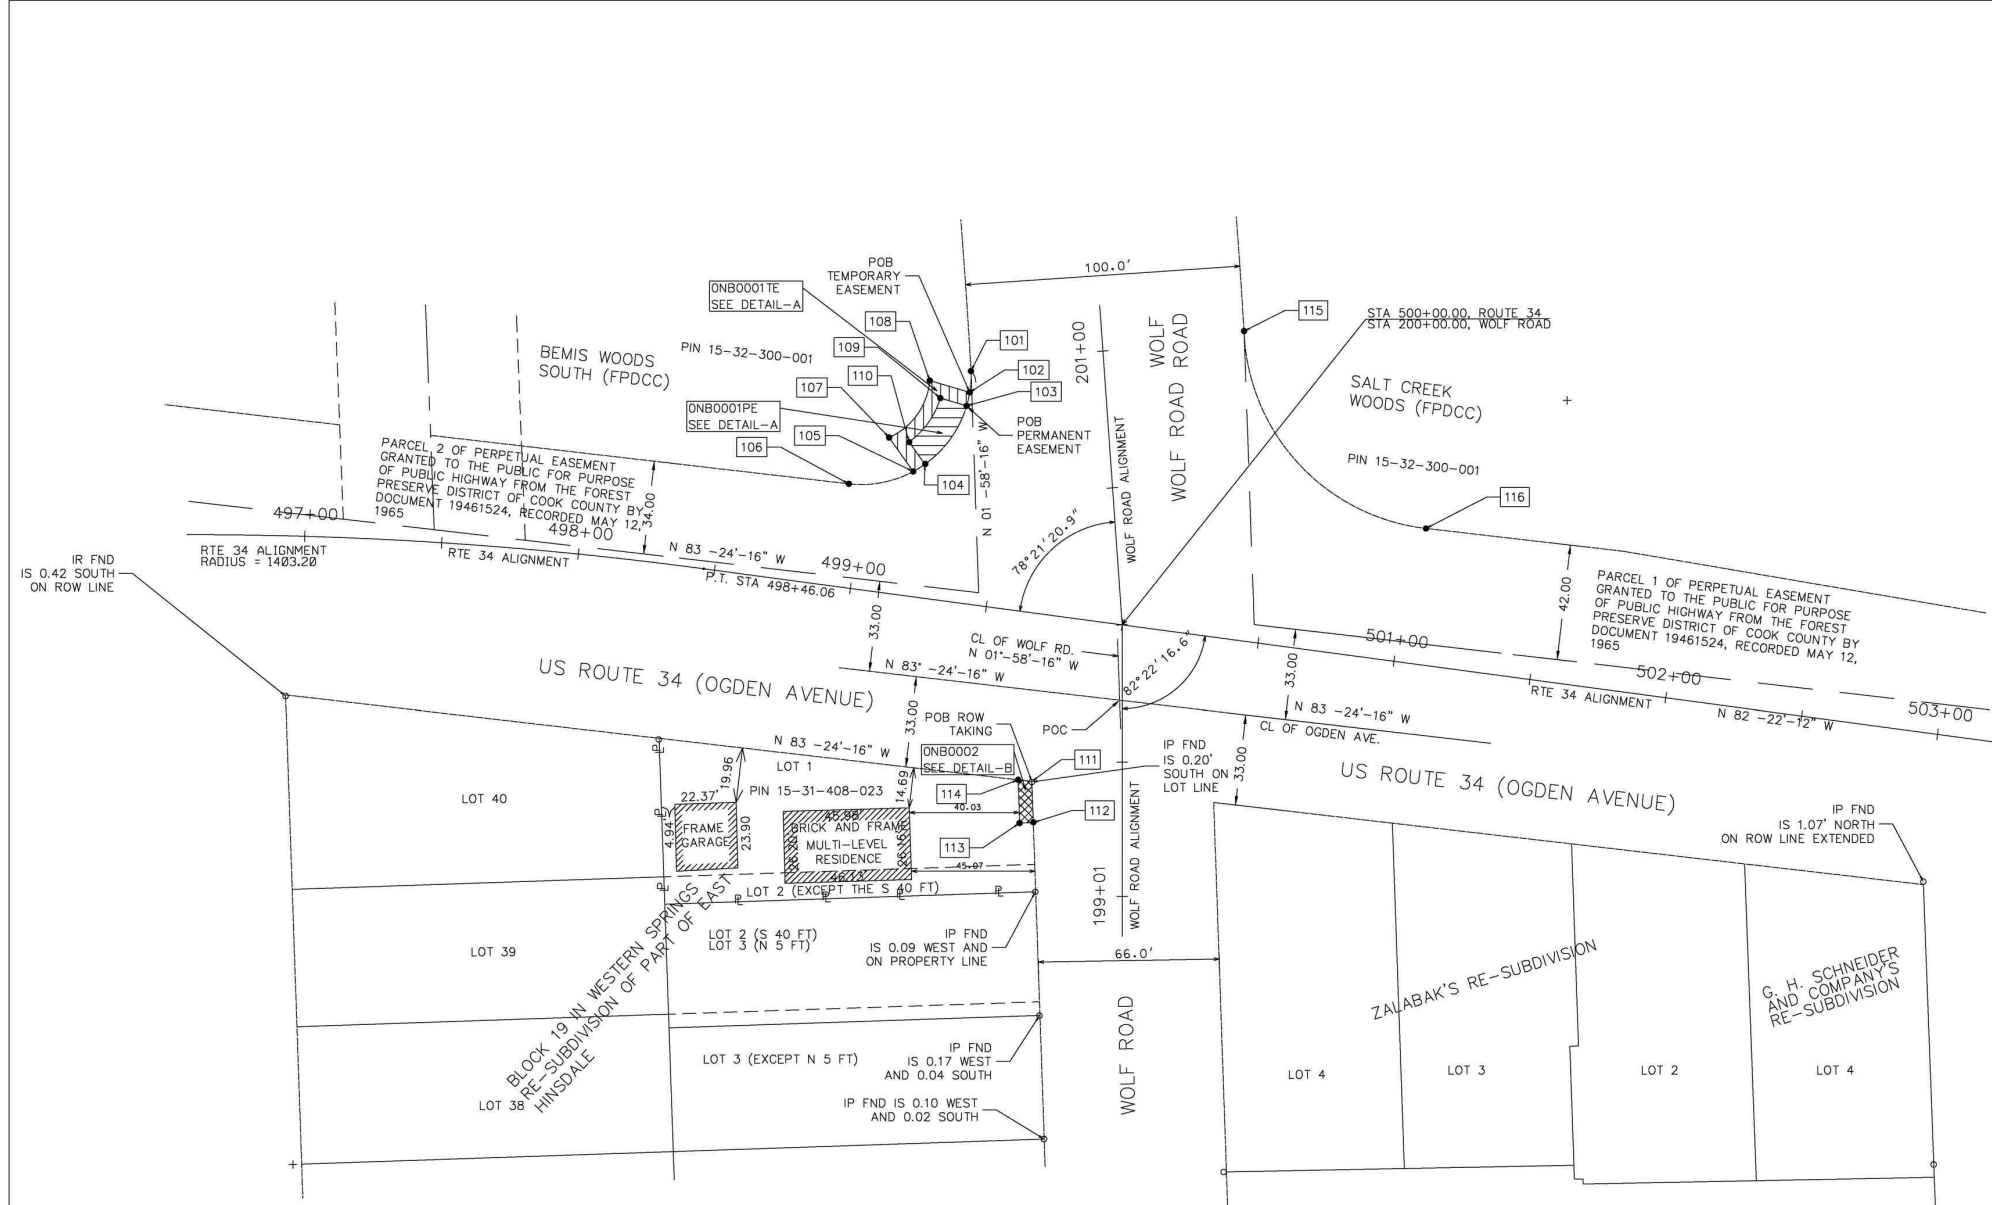 100.0'
POB
TEMPORARY
EASEMENT
0NB0001TE
SEE DETAIL-A
108
109
110
107
101
102
103
115
STA 500+00.00, ROUTE 34
STA 200+00.00, WOLF ROAD
BEMIS WOODS
SOUTH (FPDCC)
PIN 15-32-300-001
201+00
WOLF
WOLF ROAD ROAD
SALT CREEK
WOODS (FPDCC)
PIN 15-32-300-001
0NB0001PE
SEE DETAIL-A
106
105
104
POB
PERMANENT
EASEMENT
N 01 -58'-16" W
WOLF ROAD ALIGNMENT
116
PARCEL 2 OF PERPETUAL EASEMENT
GRANTED TO THE PUBLIC FOR PURPOSE
OF PUBLIC HIGHWAY FROM THE FOREST
PRESERVE DISTRICT OF COOK COUNTY BY
DOCUMENT 19461524, RECORDED MAY 12,
1965
34.00
497+00
498+00
499+00
N 83 -24'-16" W
RTE 34 ALIGNMENT
RADIUS = 1403.20
RTE 34 ALIGNMENT
P.T. STA 498+46.06
78°21'20.9"
IR FND
IS 0.42 SOUTH
ON ROW LINE
33.00
CL OF WOLF RD.
N 01°-58'-16" W
82°22'16.6"
501+00
502+00
503+00
42.00
PARCEL 1 OF PERPETUAL EASEMENT
GRANTED TO THE PUBLIC FOR PURPOSE
OF PUBLIC HIGHWAY FROM THE FOREST
PRESERVE DISTRICT OF COOK COUNTY BY
DOCUMENT 19461524, RECORDED MAY 12,
1965
33.00
RTE 34 ALIGNMENT
N 82 -22'-12" W
US ROUTE 34 (OGDEN AVENUE)
N 83° -24'-16" W
33.00
POB ROW
TAKING
POC
N 83 -24'-16" W
CL OF OGDEN AVE.
33.00
US ROUTE 34 (OGDEN AVENUE)
N 83 -24'-16" W
LOT 1
0NB0002
SEE DETAIL-B
111
IP FND
IS 0.20'
SOUTH ON
LOT LINE
114
112
113
LOT 40
19.96
PIN 15-31-408-023
14.69
40.03
22.37'
4.94'
FRAME
GARAGE
23.90
45.98'
BRICK AND FRAME
MULTI-LEVEL
RESIDENCE
26.20'
26.16'
46.13'
45.07
LOT 2 (EXCEPT THE S 40 FT)
WOLF ROAD ALIGNMENT
199+01
IP FND
IS 1.07' NORTH
ON ROW LINE EXTENDED
LOT 39
LOT 2 (S 40 FT)
LOT 3 (N 5 FT)
IP FND
IS 0.09 WEST AND
ON PROPERTY LINE
66.0'
BLOCK 19 IN WESTERN SPRINGS
RE-SUBDIVISION OF PART OF EAST
HINSDALE
ZALABAK'S RE-SUBDIVISION
G. H. SCHNEIDER
AND COMPANY'S
RE-SUBDIVISION
LOT 3 (EXCEPT N 5 FT)
IP FND
IS 0.17 WEST
AND 0.04 SOUTH
WOLF ROAD
LOT 38
IP FND IS 0.10 WEST
AND 0.02 SOUTH
LOT 4
LOT 3
LOT 2
LOT 4